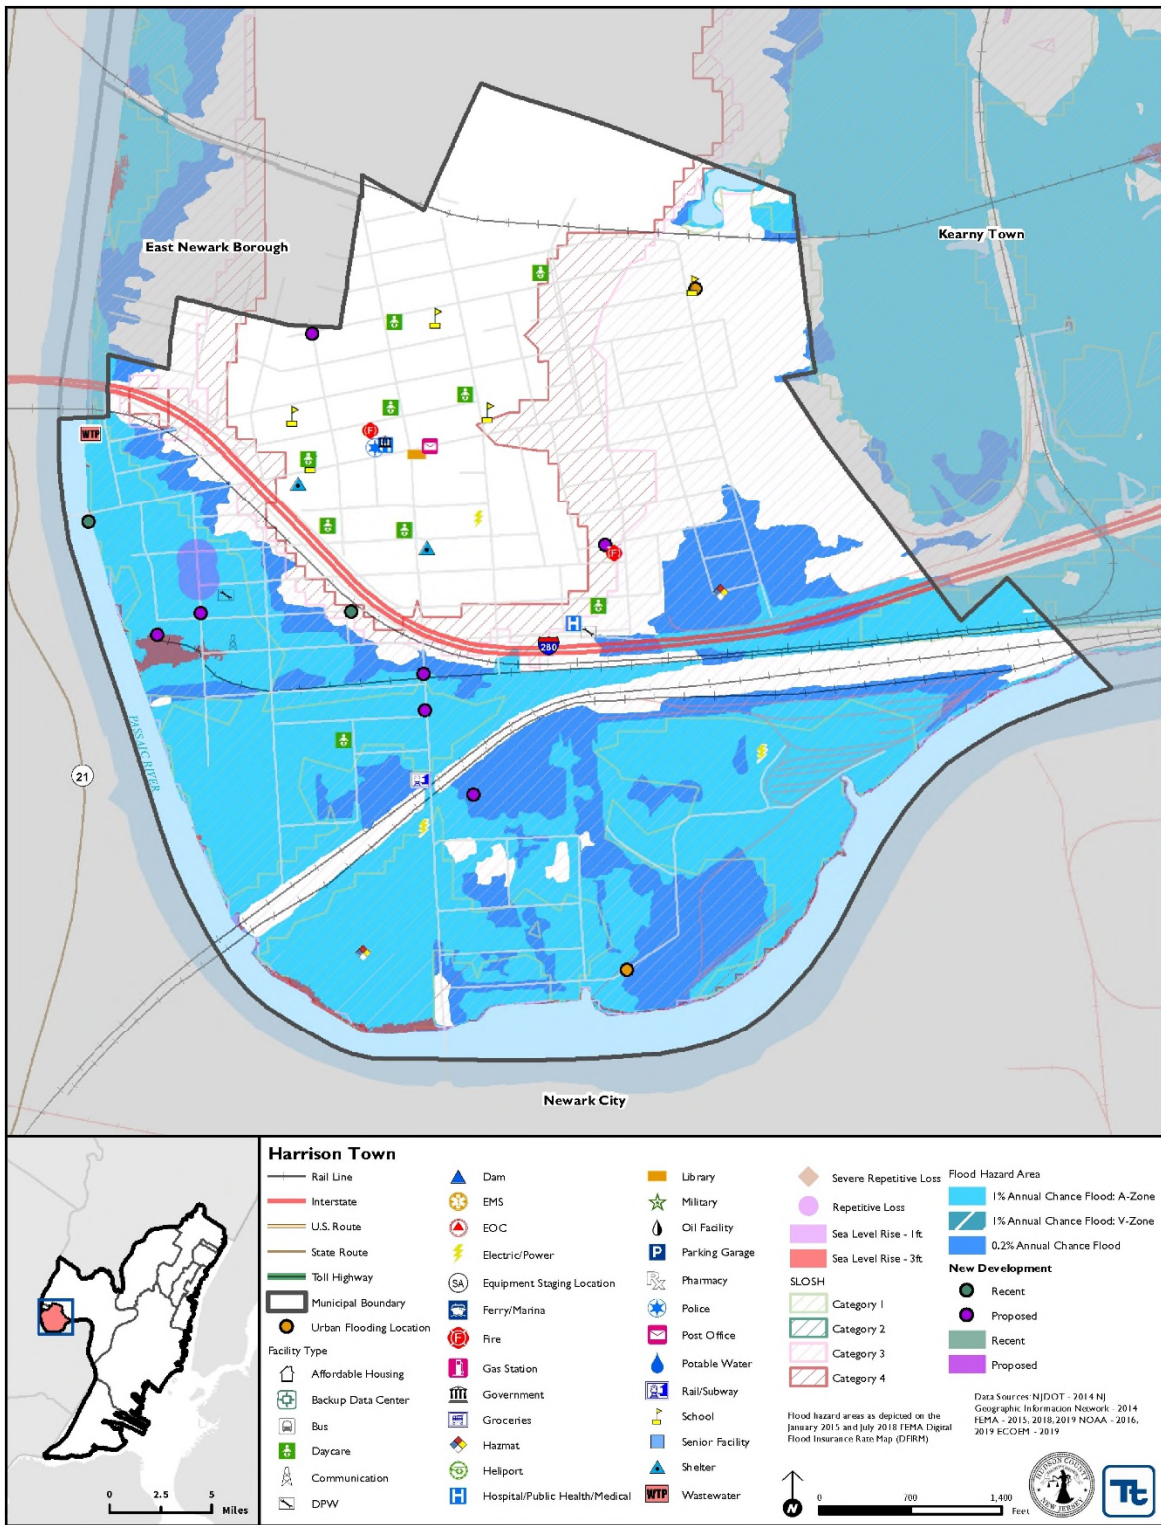 East Newark Borough
Kearny Town
WTP
F
F
H
280
PASSAIC RIVER
21
Newark City
0 2.5 5
Miles
Harrison Town
Rail Line
Interstate
U.S. Route
State Route
Toll Highway
Municipal Boundary
Urban Flooding Location
Facility Type
Affordable Housing
Backup Data Center
Bus
Daycare
Communication
DPW
Dam
EMS
EOC
Electric/Power
SA Equipment Staging Location
Ferry/Marina
F Fire
Gas Station
Government
Groceries
Hazmat
Heliport
H Hospital/Public Health/Medical
Library
Military
Oil Facility
P Parking Garage
Rx Pharmacy
Police
Post Office
Potable Water
Rail/Subway
School
Senior Facility
Shelter
WTP Wastewater
Severe Repetitive Loss
Repetitive Loss
Sea Level Rise - 1ft
Sea Level Rise - 3ft
SLOSH
Category 1
Category 2
Category 3
Category 4
Flood hazard areas as depicted on the
January 2015 and July 2018 FEMA Digital
Flood Insurance Rate Map (DFIRM)
Flood Hazard Area
1% Annual Chance Flood: A-Zone
1% Annual Chance Flood: V-Zone
0.2% Annual Chance Flood
New Development
Recent
Proposed
Recent
Proposed
Data Sources: NJDOT - 2014 NJ
Geographic Information Network - 2014
FEMA - 2015, 2018, 2019 NOAA - 2016,
2019 ECOEM - 2019
N
0 700 1,400
Feet
HUDSON COUNTY
NEW JERSEY
Tt